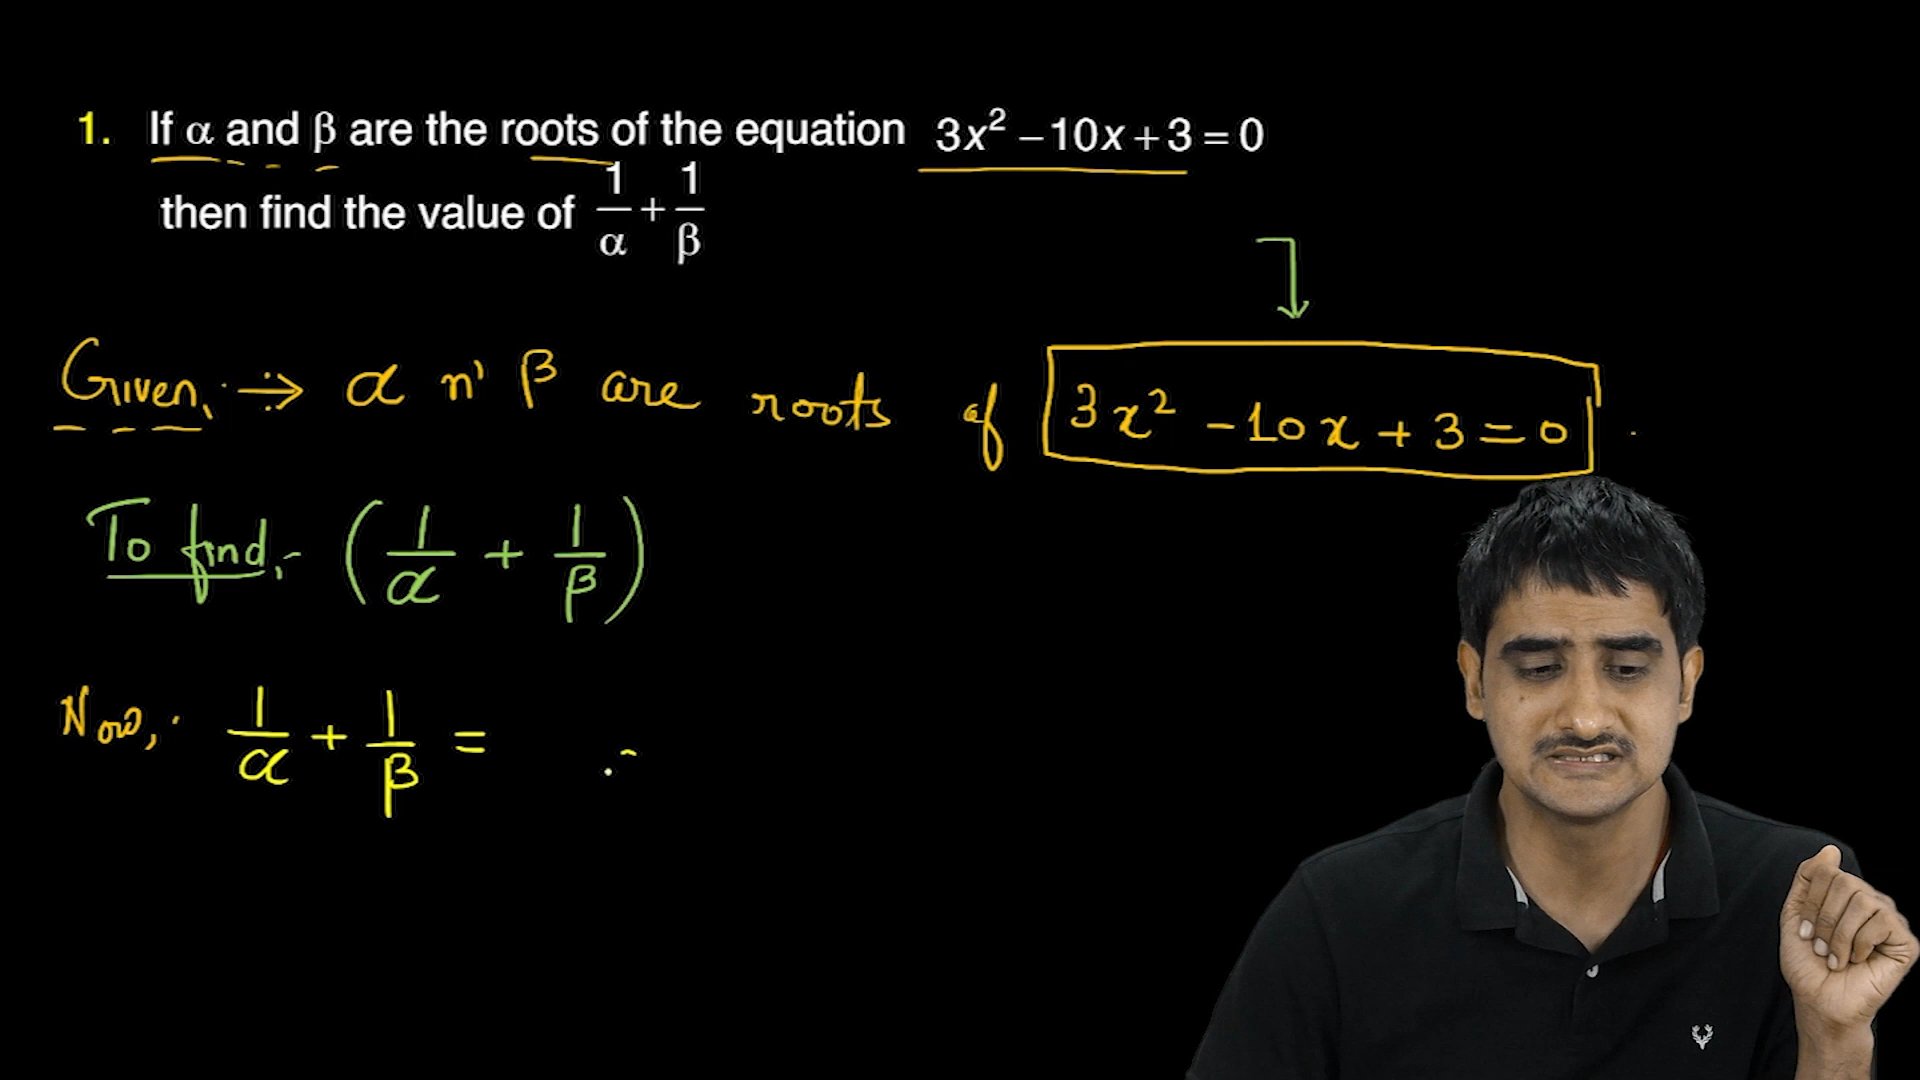 1. If α and β are the roots of the equation 3x² − 10x + 3 = 0
then find the value of 1/α + 1/β
Given, :→ α n' β are roots of 3x² − 10x + 3 = 0 .
To find,- (1/α + 1/β)
Now, 1/α + 1/β =